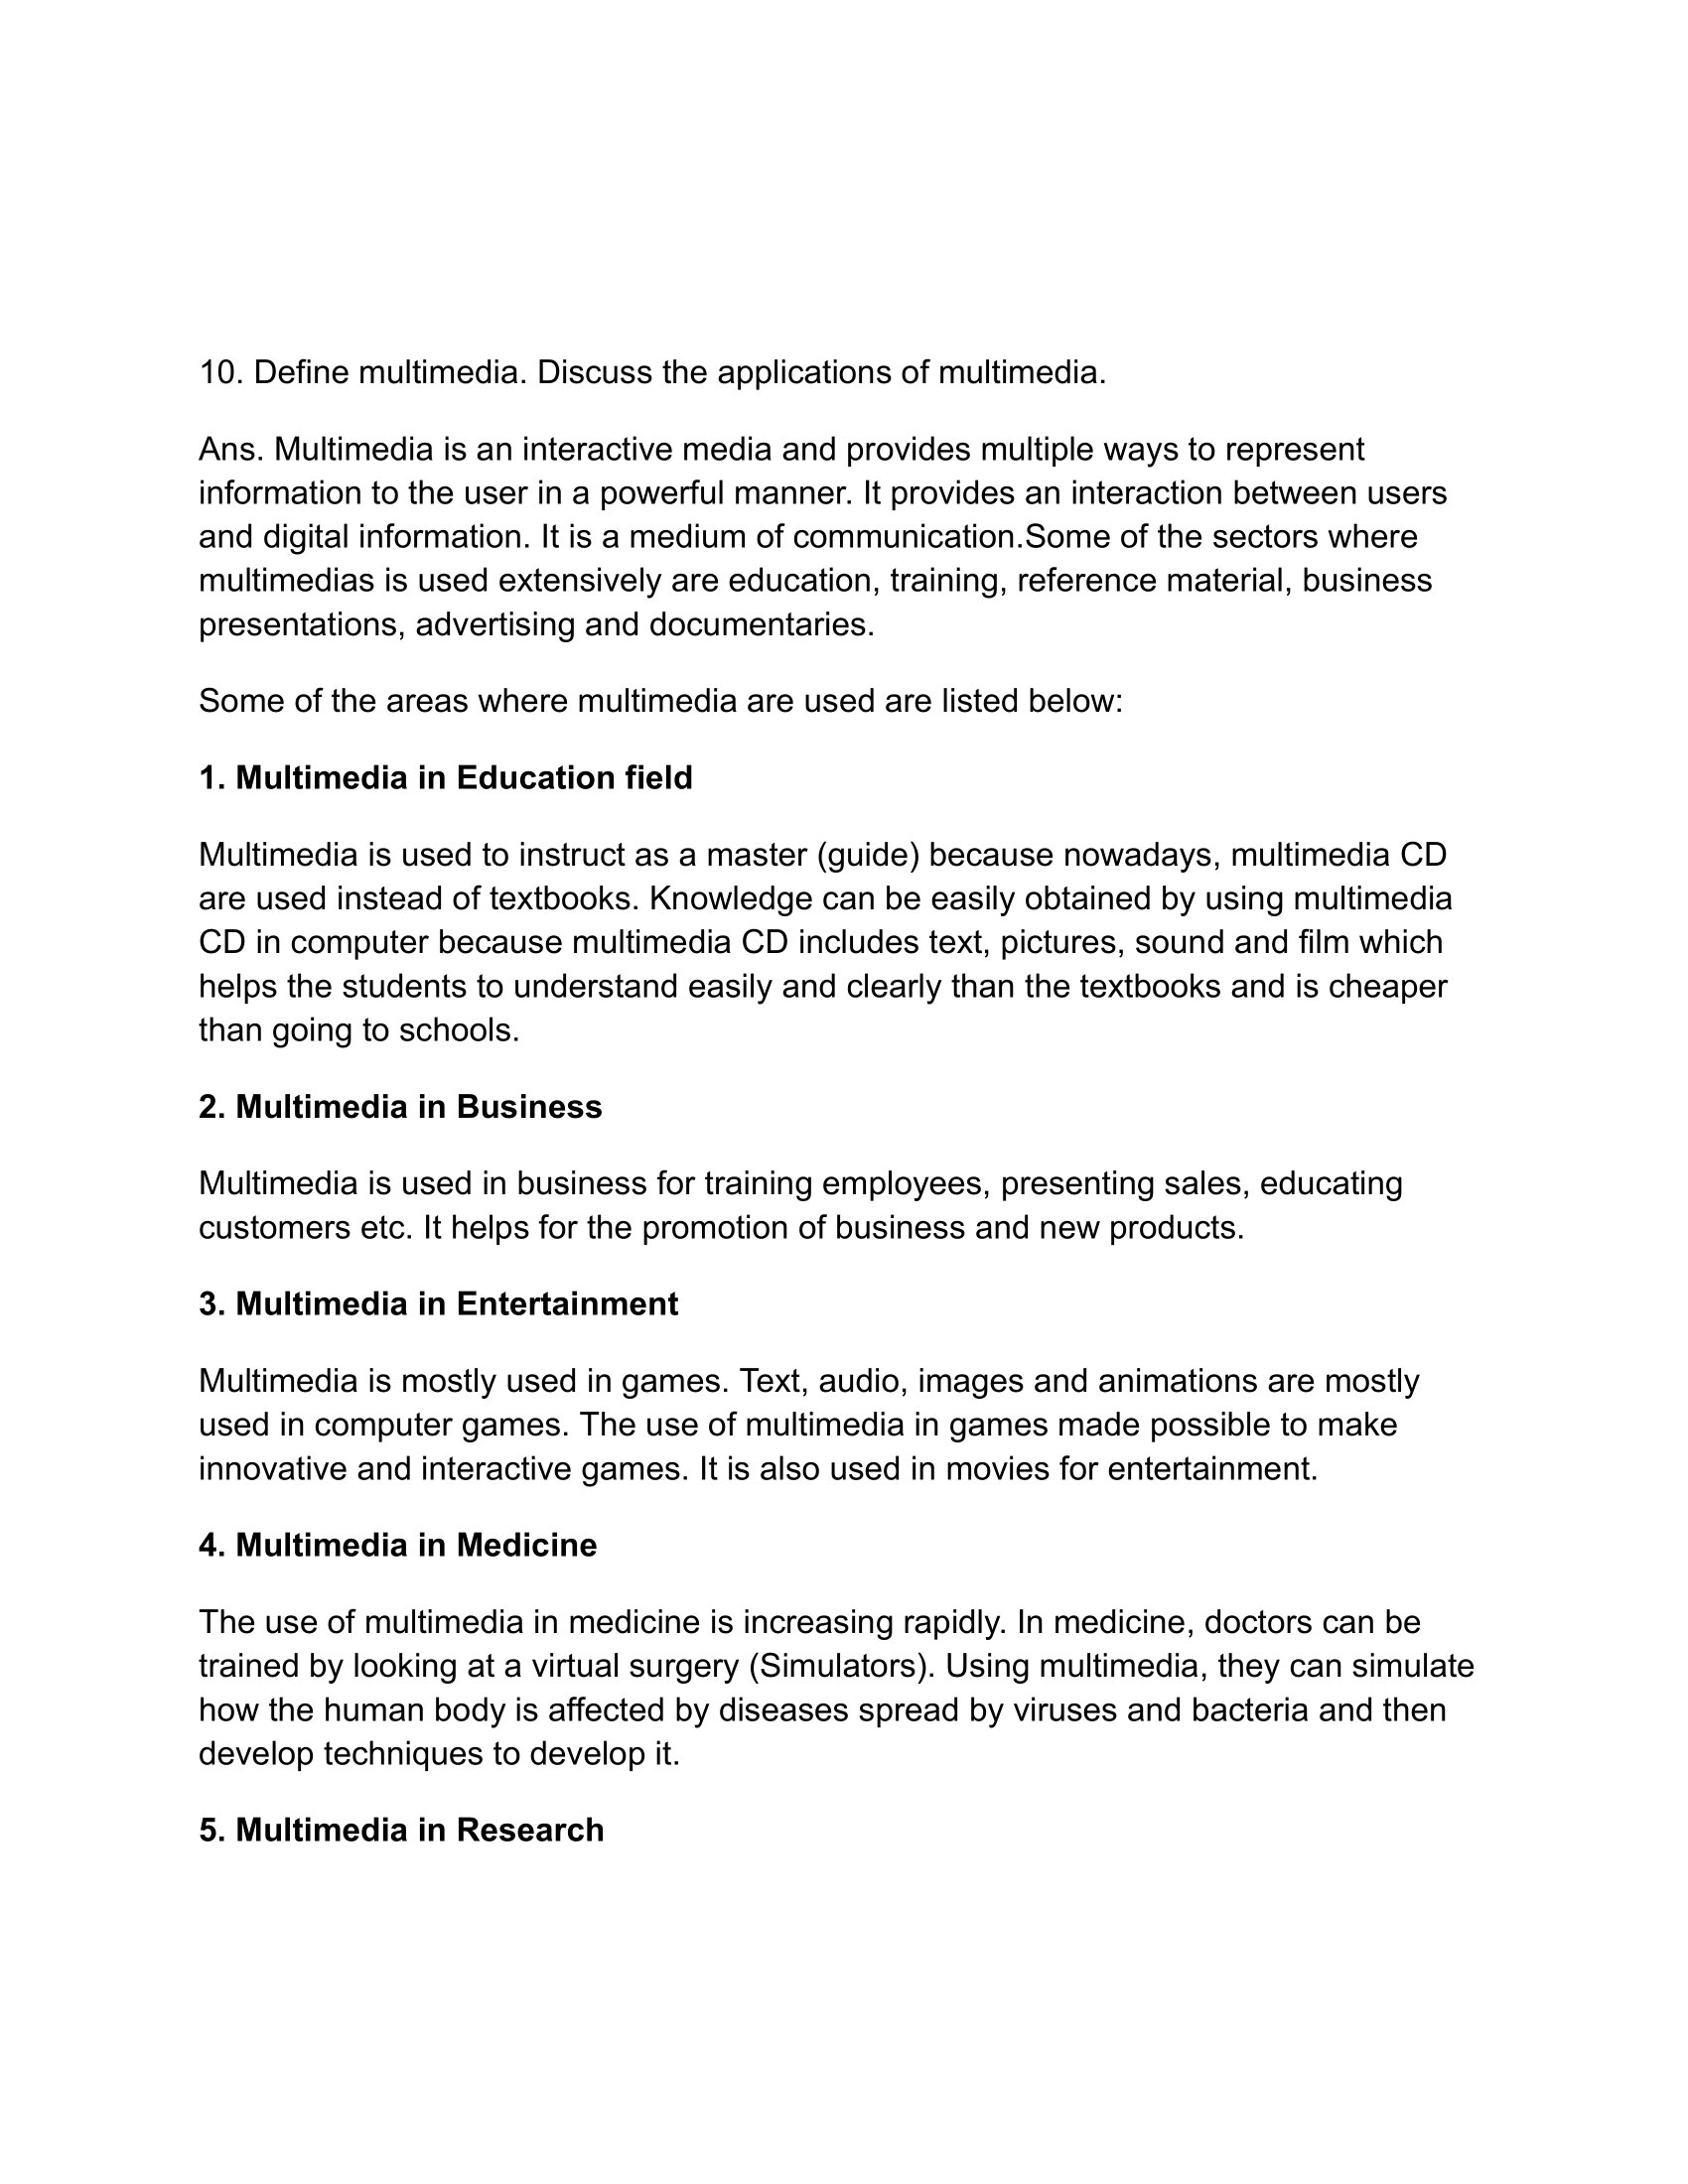 10. Define multimedia. Discuss the applications of multimedia.
Ans. Multimedia is an interactive media and provides multiple ways to represent
information to the user in a powerful manner. It provides an interaction between users
and digital information. It is a medium of communication.Some of the sectors where
multimedias is used extensively are education, training, reference material, business
presentations, advertising and documentaries.
Some of the areas where multimedia are used are listed below:
1. Multimedia in Education field
Multimedia is used to instruct as a master (guide) because nowadays, multimedia CD
are used instead of textbooks. Knowledge can be easily obtained by using multimedia
CD in computer because multimedia CD includes text, pictures, sound and film which
helps the students to understand easily and clearly than the textbooks and is cheaper
than going to schools.
2. Multimedia in Business
Multimedia is used in business for training employees, presenting sales, educating
customers etc. It helps for the promotion of business and new products.
3. Multimedia in Entertainment
Multimedia is mostly used in games. Text, audio, images and animations are mostly
used in computer games. The use of multimedia in games made possible to make
innovative and interactive games. It is also used in movies for entertainment.
4. Multimedia in Medicine
The use of multimedia in medicine is increasing rapidly. In medicine, doctors can be
trained by looking at a virtual surgery (Simulators). Using multimedia, they can simulate
how the human body is affected by diseases spread by viruses and bacteria and then
develop techniques to develop it.
5. Multimedia in Research